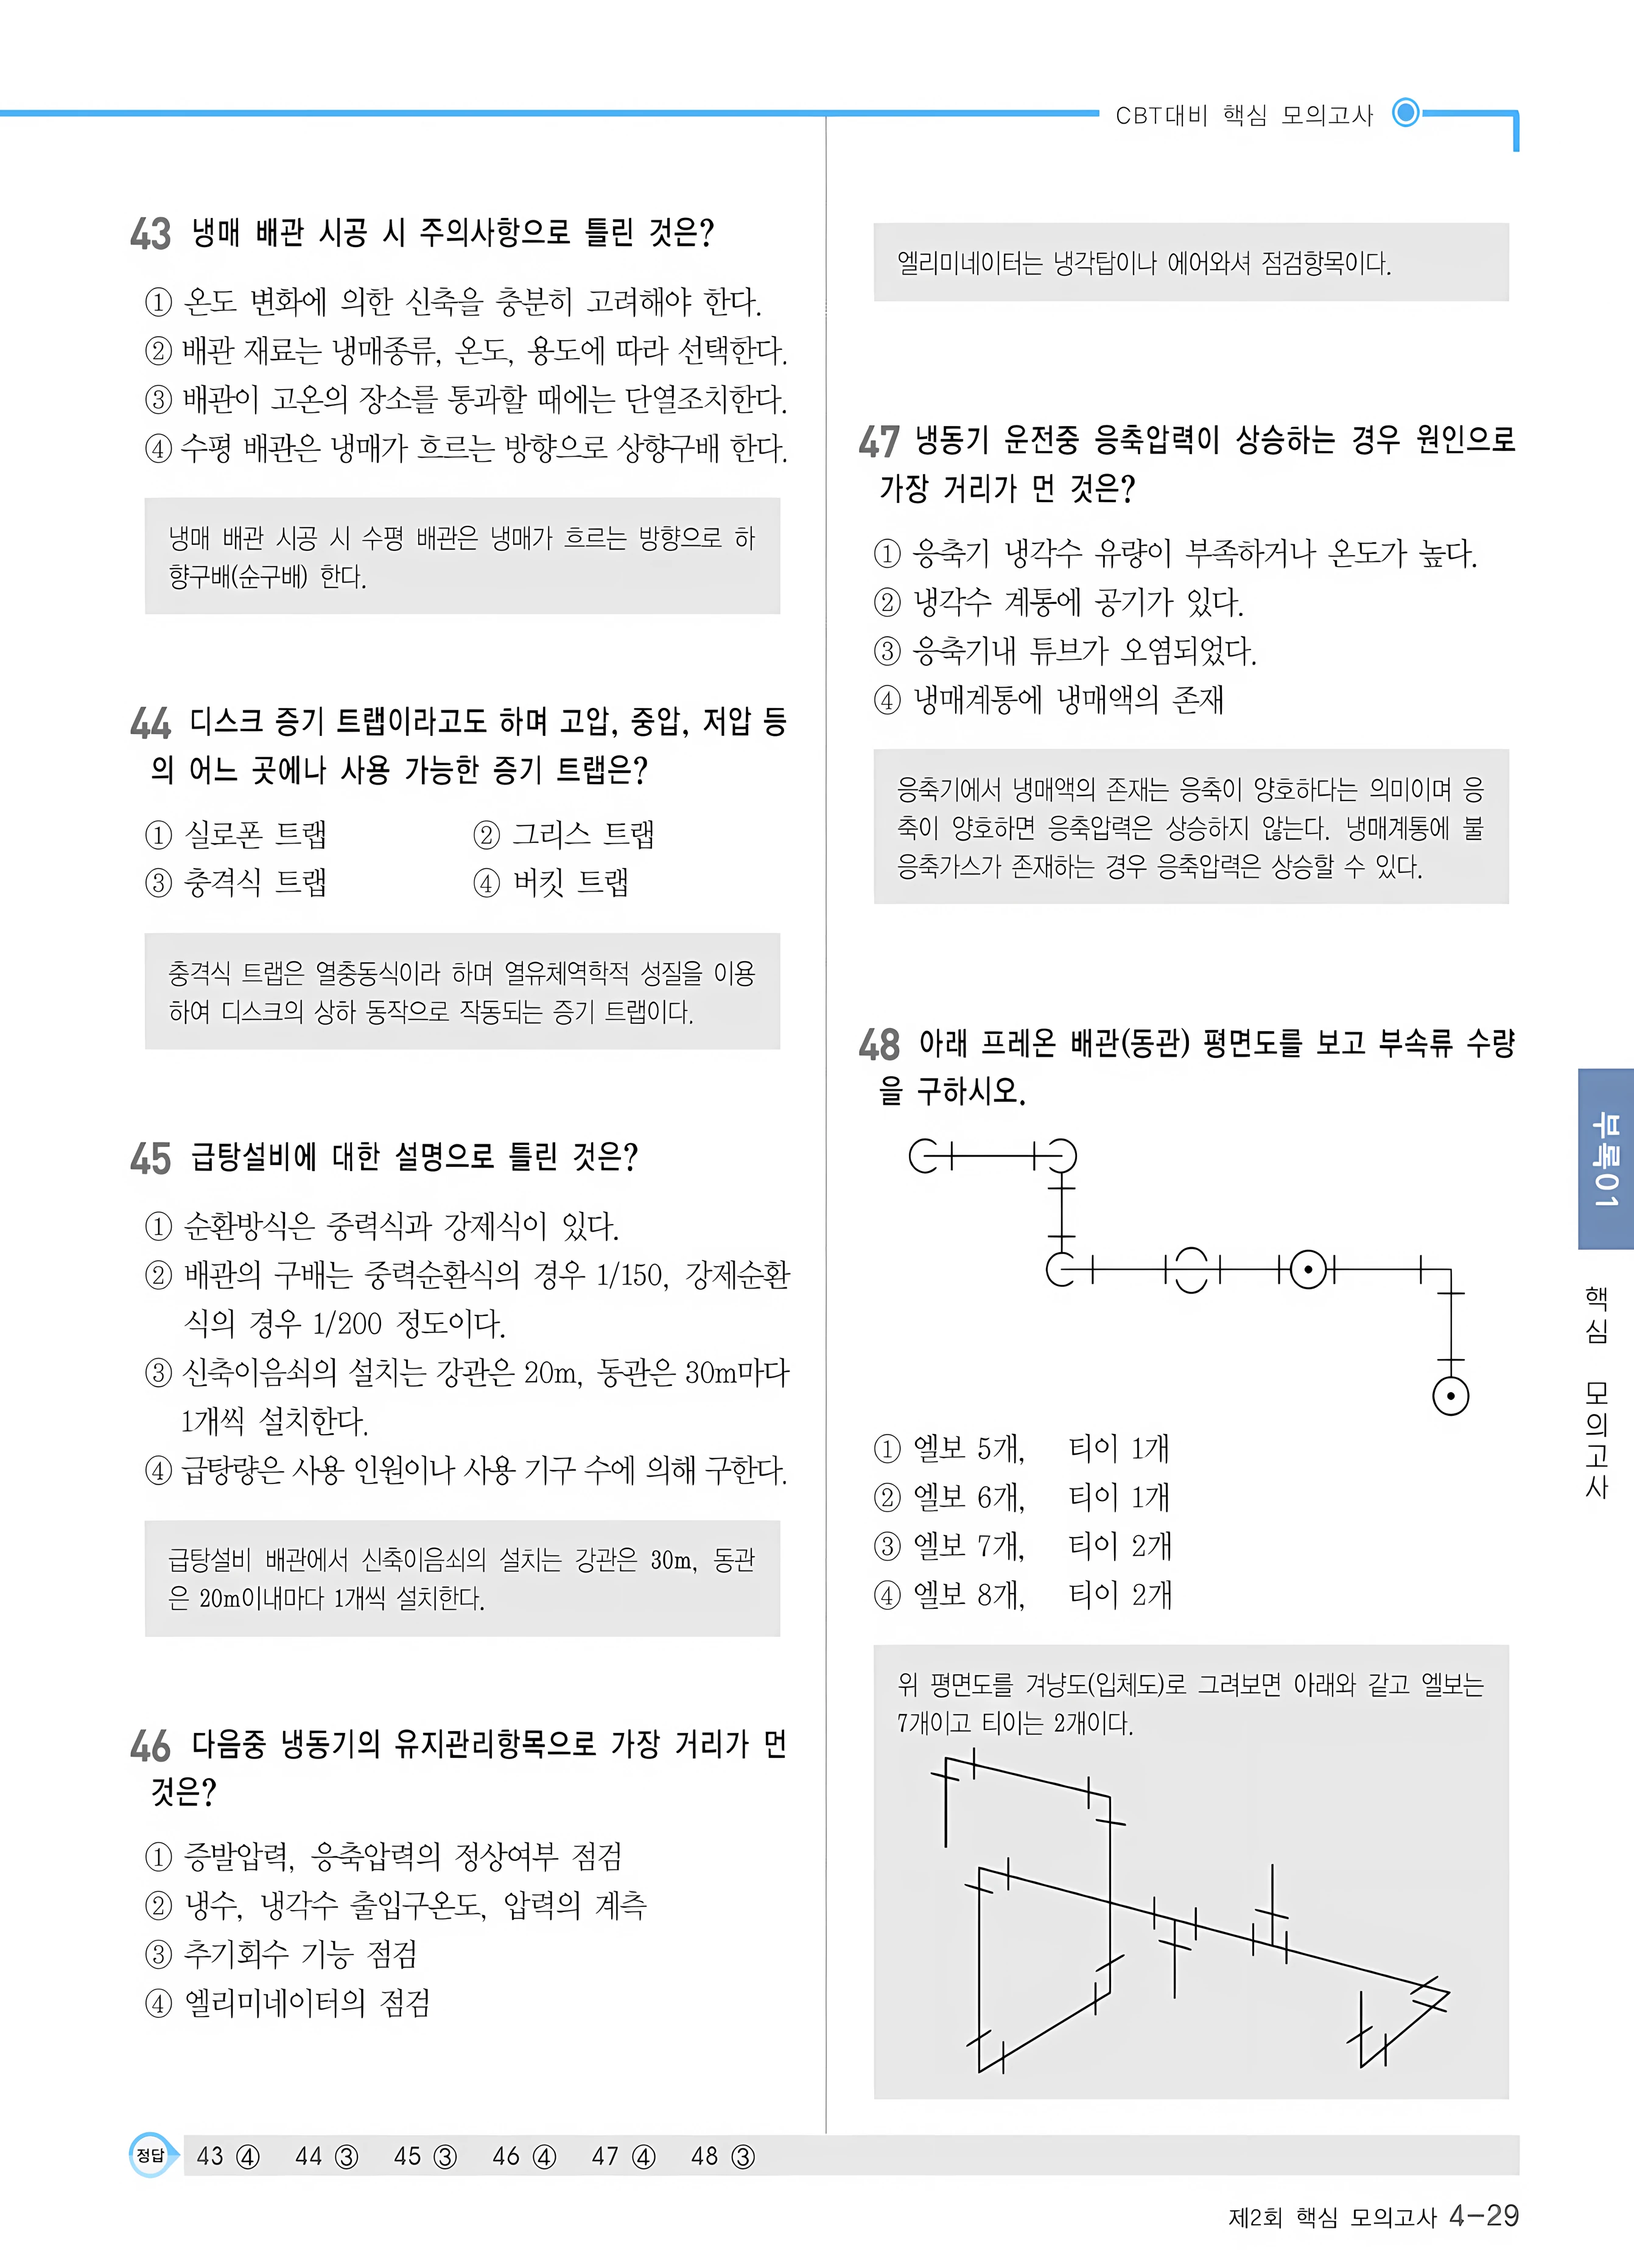 CBT대비 핵심 모의고사
43 냉매 배관 시공 시 주의사항으로 틀린 것은?
① 온도 변화에 의한 신축을 충분히 고려해야 한다.
② 배관 재료는 냉매종류, 온도, 용도에 따라 선택한다.
③ 배관이 고온의 장소를 통과할 때에는 단열조치한다.
④ 수평 배관은 냉매가 흐르는 방향으로 상향구배 한다.
냉매 배관 시공 시 수평 배관은 냉매가 흐르는 방향으로 하
향구배(순구배) 한다.
44 디스크 증기 트랩이라고도 하며 고압, 중압, 저압 등
의 어느 곳에나 사용 가능한 증기 트랩은?
① 실로폰 트랩 ② 그리스 트랩
③ 충격식 트랩 ④ 버킷 트랩
충격식 트랩은 열충동식이라 하며 열유체역학적 성질을 이용
하여 디스크의 상하 동작으로 작동되는 증기 트랩이다.
45 급탕설비에 대한 설명으로 틀린 것은?
① 순환방식은 중력식과 강제식이 있다.
② 배관의 구배는 중력순환식의 경우 1/150, 강제순환
식의 경우 1/200 정도이다.
③ 신축이음쇠의 설치는 강관은 20m, 동관은 30m마다
1개씩 설치한다.
④ 급탕량은 사용 인원이나 사용 기구 수에 의해 구한다.
급탕설비 배관에서 신축이음쇠의 설치는 강관은 30m, 동관
은 20m이내마다 1개씩 설치한다.
46 다음중 냉동기의 유지관리항목으로 가장 거리가 먼
것은?
① 증발압력, 응축압력의 정상여부 점검
② 냉수, 냉각수 출입구온도, 압력의 계측
③ 추기회수 기능 점검
④ 엘리미네이터의 점검
엘리미네이터는 냉각탑이나 에어와셔 점검항목이다.
47 냉동기 운전중 응축압력이 상승하는 경우 원인으로
가장 거리가 먼 것은?
① 응축기 냉각수 유량이 부족하거나 온도가 높다.
② 냉각수 계통에 공기가 있다.
③ 응축기내 튜브가 오염되었다.
④ 냉매계통에 냉매액의 존재
응축기에서 냉매액의 존재는 응축이 양호하다는 의미이며 응
축이 양호하면 응축압력은 상승하지 않는다. 냉매계통에 불
응축가스가 존재하는 경우 응축압력은 상승할 수 있다.
48 아래 프레온 배관(동관) 평면도를 보고 부속류 수량
을 구하시오.
① 엘보 5개, 티이 1개
② 엘보 6개, 티이 1개
③ 엘보 7개, 티이 2개
④ 엘보 8개, 티이 2개
위 평면도를 겨냥도(입체도)로 그려보면 아래와 같고 엘보는
7개이고 티이는 2개이다.
부록01
핵심 모의고사
정답 43 ④ 44 ③ 45 ③ 46 ④ 47 ④ 48 ③
제2회 핵심 모의고사 4-29